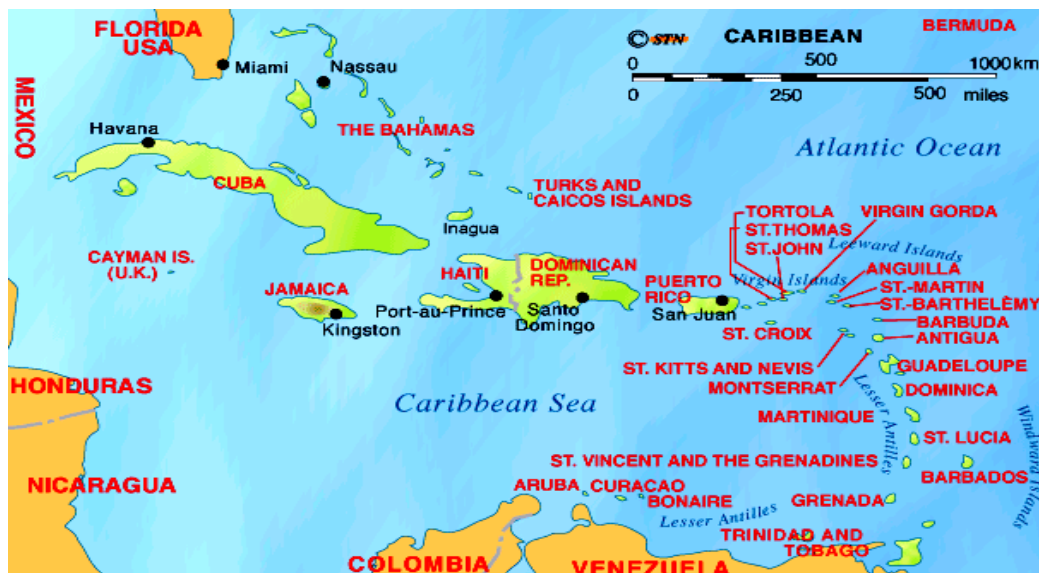 FLORIDA
USA
Miami
Nassau
© STN
CARIBBEAN
BERMUDA
0
500
1000 km
0
250
500
miles
MEXICO
Havana
THE BAHAMAS
Atlantic Ocean
CUBA
TURKS AND
CAICOS ISLANDS
Inagua
TORTOLA
ST.THOMAS
ST.JOHN
VIRGIN GORDA
Leeward Islands
Virgin Islands
CAYMAN IS.
(U.K.)
JAMAICA
Kingston
HAITI
Port-au-Prince
DOMINICAN
REP.
Santo
Domingo
PUERTO
RICO
San Juan
ANGUILLA
ST.-MARTIN
ST.-BARTHELÈMY
BARBUDA
ANTIGUA
ST. CROIX
ST. KITTS AND NEVIS
MONTSERRAT
GUADELOUPE
DOMINICA
HONDURAS
Caribbean Sea
Lesser Antilles
MARTINIQUE
ST. LUCIA
Windward Islands
NICARAGUA
ST. VINCENT AND THE GRENADINES
BARBADOS
ARUBA
CURACAO
BONAIRE
GRENADA
Lesser Antilles
TRINIDAD AND
TOBAGO
COLOMBIA
VENEZUELA